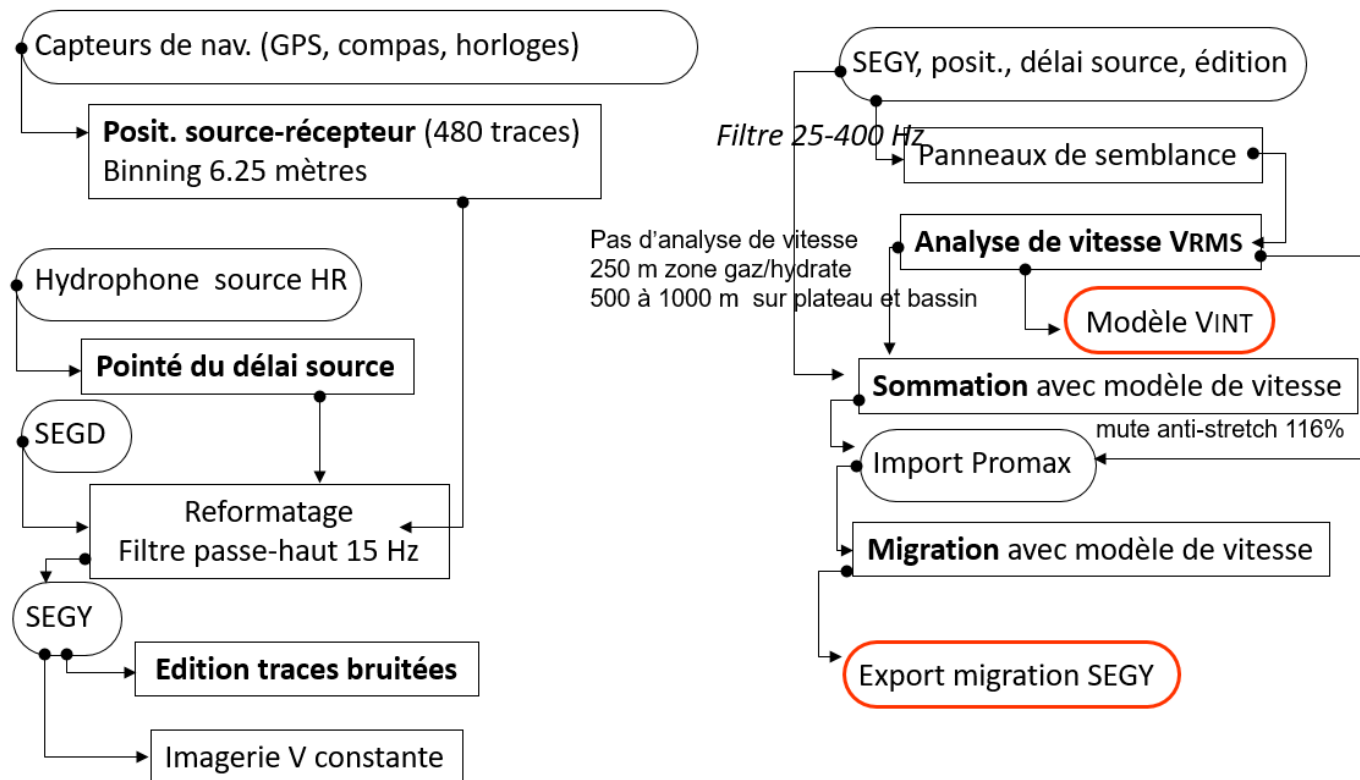 Capteurs de nav. (GPS, compas, horloges)
Posit. source-récepteur (480 traces)
Binning 6.25 mètres
Hydrophone source HR
Pointé du délai source
SEGD
Reformatage
Filtre passe-haut 15 Hz
SEGY
Edition traces bruitées
Imagerie V constante
SEGY, posit., délai source, édition
Filtre 25-400 Hz
Panneaux de semblance
Pas d'analyse de vitesse
250 m zone gaz/hydrate
500 à 1000 m sur plateau et bassin
Analyse de vitesse VRMS
Modèle VINT
Sommation avec modèle de vitesse
mute anti-stretch 116%
Import Promax
Migration avec modèle de vitesse
Export migration SEGY